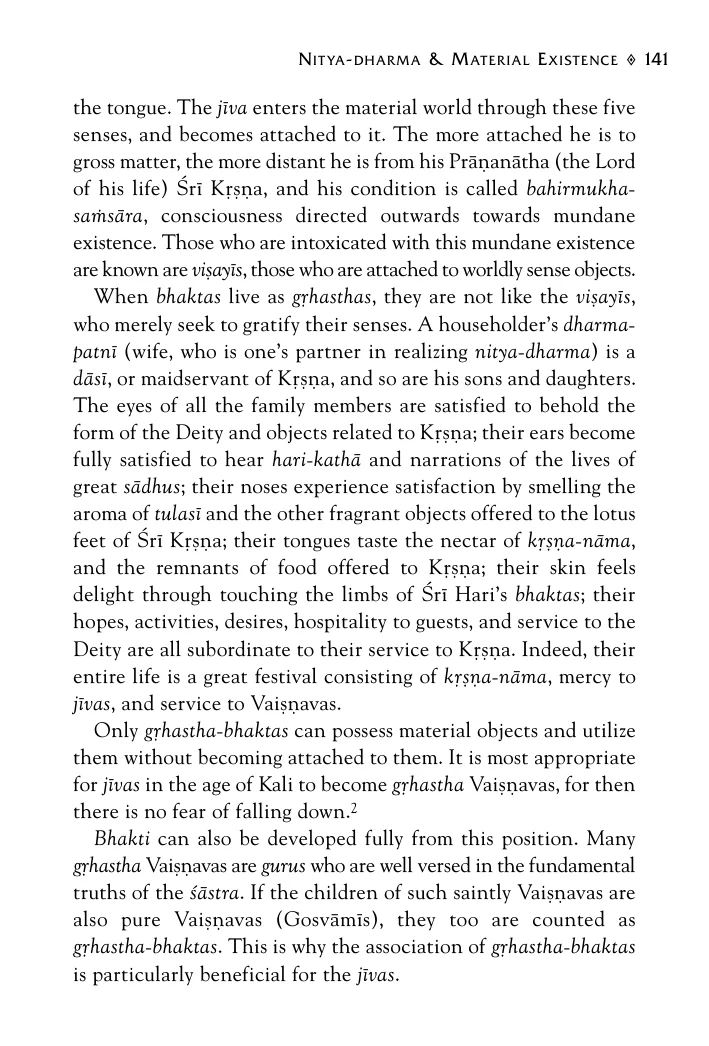 NITYA-DHARMA & MATERIAL EXISTENCE ◊ 141
the tongue. The jīva enters the material world through these five
senses, and becomes attached to it. The more attached he is to
gross matter, the more distant he is from his Prāṇanātha (the Lord
of his life) Śrī Kṛṣṇa, and his condition is called bahirmukha-
saṁsāra, consciousness directed outwards towards mundane
existence. Those who are intoxicated with this mundane existence
are known are viṣayīs, those who are attached to worldly sense objects.
When bhaktas live as gṛhasthas, they are not like the viṣayīs,
who merely seek to gratify their senses. A householder’s dharma-
patnī (wife, who is one’s partner in realizing nitya-dharma) is a
dāsī, or maidservant of Kṛṣṇa, and so are his sons and daughters.
The eyes of all the family members are satisfied to behold the
form of the Deity and objects related to Kṛṣṇa; their ears become
fully satisfied to hear hari-kathā and narrations of the lives of
great sādhus; their noses experience satisfaction by smelling the
aroma of tulasī and the other fragrant objects offered to the lotus
feet of Śrī Kṛṣṇa; their tongues taste the nectar of kṛṣṇa-nāma,
and the remnants of food offered to Kṛṣṇa; their skin feels
delight through touching the limbs of Śrī Hari’s bhaktas; their
hopes, activities, desires, hospitality to guests, and service to the
Deity are all subordinate to their service to Kṛṣṇa. Indeed, their
entire life is a great festival consisting of kṛṣṇa-nāma, mercy to
jīvas, and service to Vaiṣṇavas.
Only gṛhastha-bhaktas can possess material objects and utilize
them without becoming attached to them. It is most appropriate
for jīvas in the age of Kali to become gṛhastha Vaiṣṇavas, for then
there is no fear of falling down.2
Bhakti can also be developed fully from this position. Many
gṛhastha Vaiṣṇavas are gurus who are well versed in the fundamental
truths of the śāstra. If the children of such saintly Vaiṣṇavas are
also pure Vaiṣṇavas (Gosvāmīs), they too are counted as
gṛhastha-bhaktas. This is why the association of gṛhastha-bhaktas
is particularly beneficial for the jīvas.